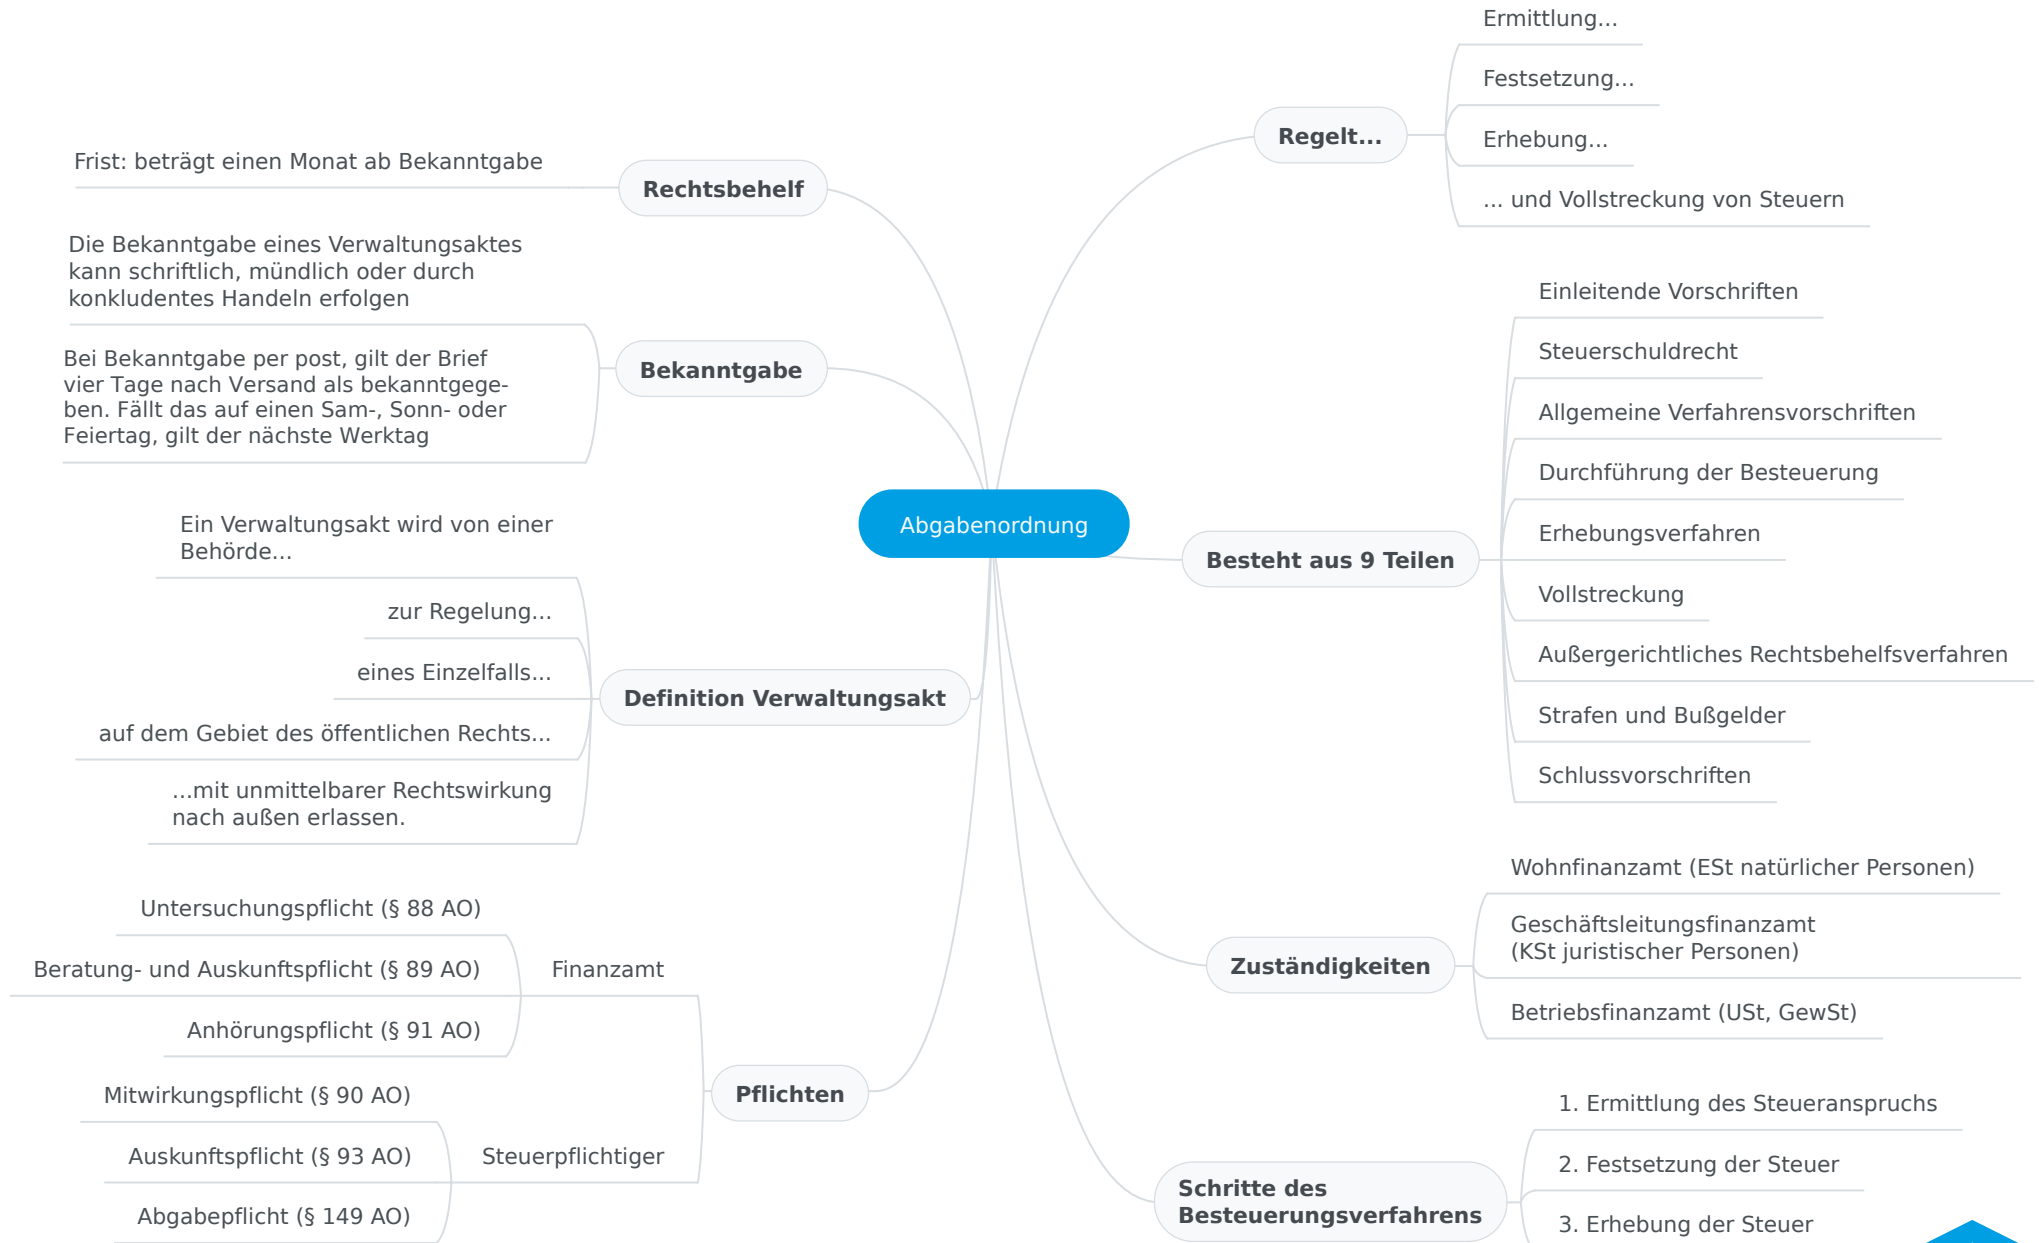 Abgabenordnung
Regelt...
Ermittlung...
Festsetzung...
Erhebung...
... und Vollstreckung von Steuern
Besteht aus 9 Teilen
Einleitende Vorschriften
Steuerschuldrecht
Allgemeine Verfahrensvorschriften
Durchführung der Besteuerung
Erhebungsverfahren
Vollstreckung
Außergerichtliches Rechtsbehelfsverfahren
Strafen und Bußgelder
Schlussvorschriften
Zuständigkeiten
Wohnfinanzamt (ESt natürlicher Personen)
Geschäftsleitungsfinanzamt
(KSt juristischer Personen)
Betriebsfinanzamt (USt, GewSt)
Schritte des
Besteuerungsverfahrens
1. Ermittlung des Steueranspruchs
2. Festsetzung der Steuer
3. Erhebung der Steuer
Rechtsbehelf
Frist: beträgt einen Monat ab Bekanntgabe
Bekanntgabe
Die Bekanntgabe eines Verwaltungsaktes
kann schriftlich, mündlich oder durch
konkludentes Handeln erfolgen
Bei Bekanntgabe per post, gilt der Brief
vier Tage nach Versand als bekanntgege-
ben. Fällt das auf einen Sam-, Sonn- oder
Feiertag, gilt der nächste Werktag
Definition Verwaltungsakt
Ein Verwaltungsakt wird von einer
Behörde...
zur Regelung...
eines Einzelfalls...
auf dem Gebiet des öffentlichen Rechts...
...mit unmittelbarer Rechtswirkung
nach außen erlassen.
Pflichten
Finanzamt
Untersuchungspflicht (§ 88 AO)
Beratung- und Auskunftspflicht (§ 89 AO)
Anhörungspflicht (§ 91 AO)
Steuerpflichtiger
Mitwirkungspflicht (§ 90 AO)
Auskunftspflicht (§ 93 AO)
Abgabepflicht (§ 149 AO)